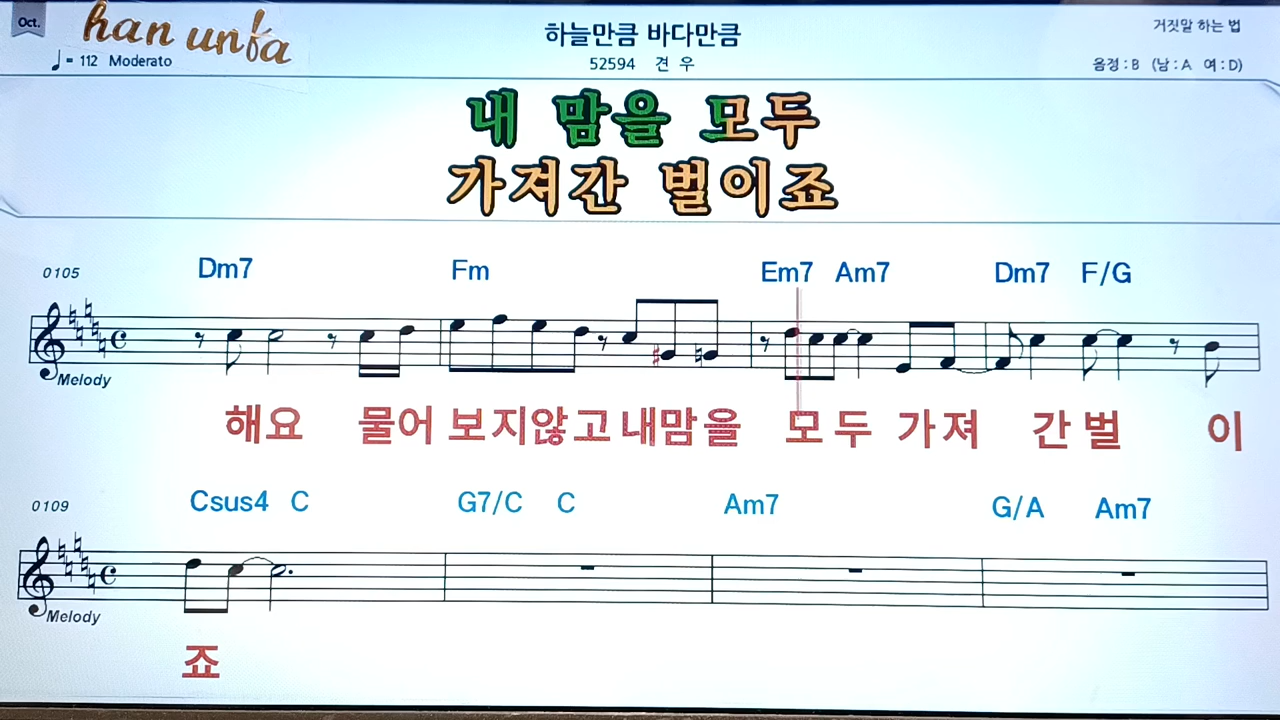 Oct.
han unfa
하늘만큼 바다만큼
거짓말 하는 법
= 112 Moderato
52594 견 우
음정 : B (남 : A 여 : D)
내 맘을 모두
가져간 벌이죠
0105
Dm7 Fm Em7 Am7 Dm7 F/G
Melody
해요 물어 보지않고내맘을 모두 가져 간벌 이
0109
Csus4 C G7/C C Am7 G/A Am7
Melody
죠